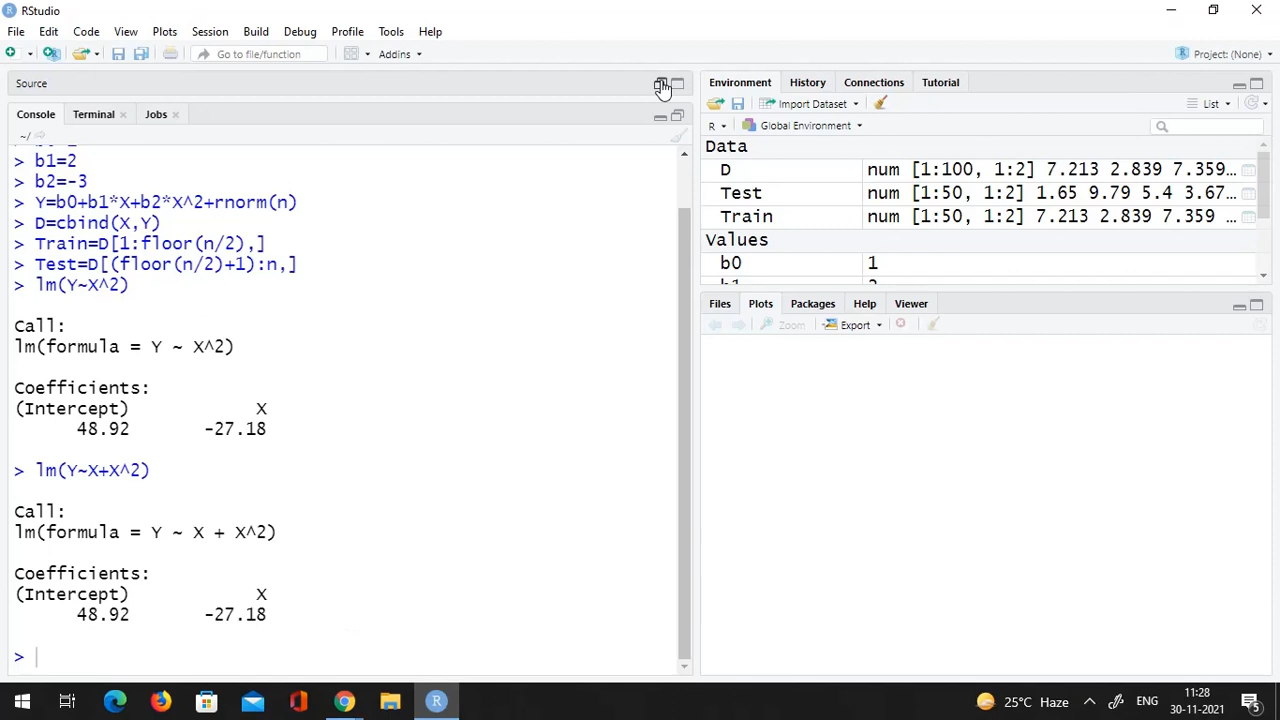 RStudio
File Edit Code View Plots Session Build Debug Profile Tools Help
Go to file/function Addins Project: (None)
Source
Console Terminal Jobs
~/
> b1=2
> b2=-3
> Y=b0+b1*X+b2*X^2+rnorm(n)
> D=cbind(X,Y)
> Train=D[1:floor(n/2),]
> Test=D[(floor(n/2)+1):n,]
> lm(Y~X^2)
Call:
lm(formula = Y ~ X^2)
Coefficients:
(Intercept) X
48.92 -27.18
> lm(Y~X+X^2)
Call:
lm(formula = Y ~ X + X^2)
Coefficients:
(Intercept) X
48.92 -27.18
>
Environment History Connections Tutorial
Import Dataset List
R Global Environment
Data
D num [1:100, 1:2] 7.213 2.839 7.359…
Test num [1:50, 1:2] 1.65 9.79 5.4 3.67…
Train num [1:50, 1:2] 7.213 2.839 7.359 …
Values
b0 1
Files Plots Packages Help Viewer
Zoom Export
25°C Haze ENG 11:28
30-11-2021 5